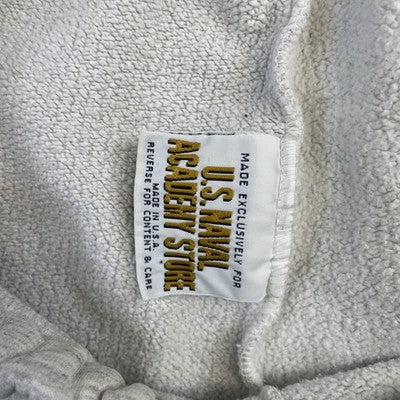 MADE EXCLUSIVELY FOR
U.S. NAVAL
ACADEMY STORE
MADE IN U.S.A.
REVERSE FOR CONTENT & CARE